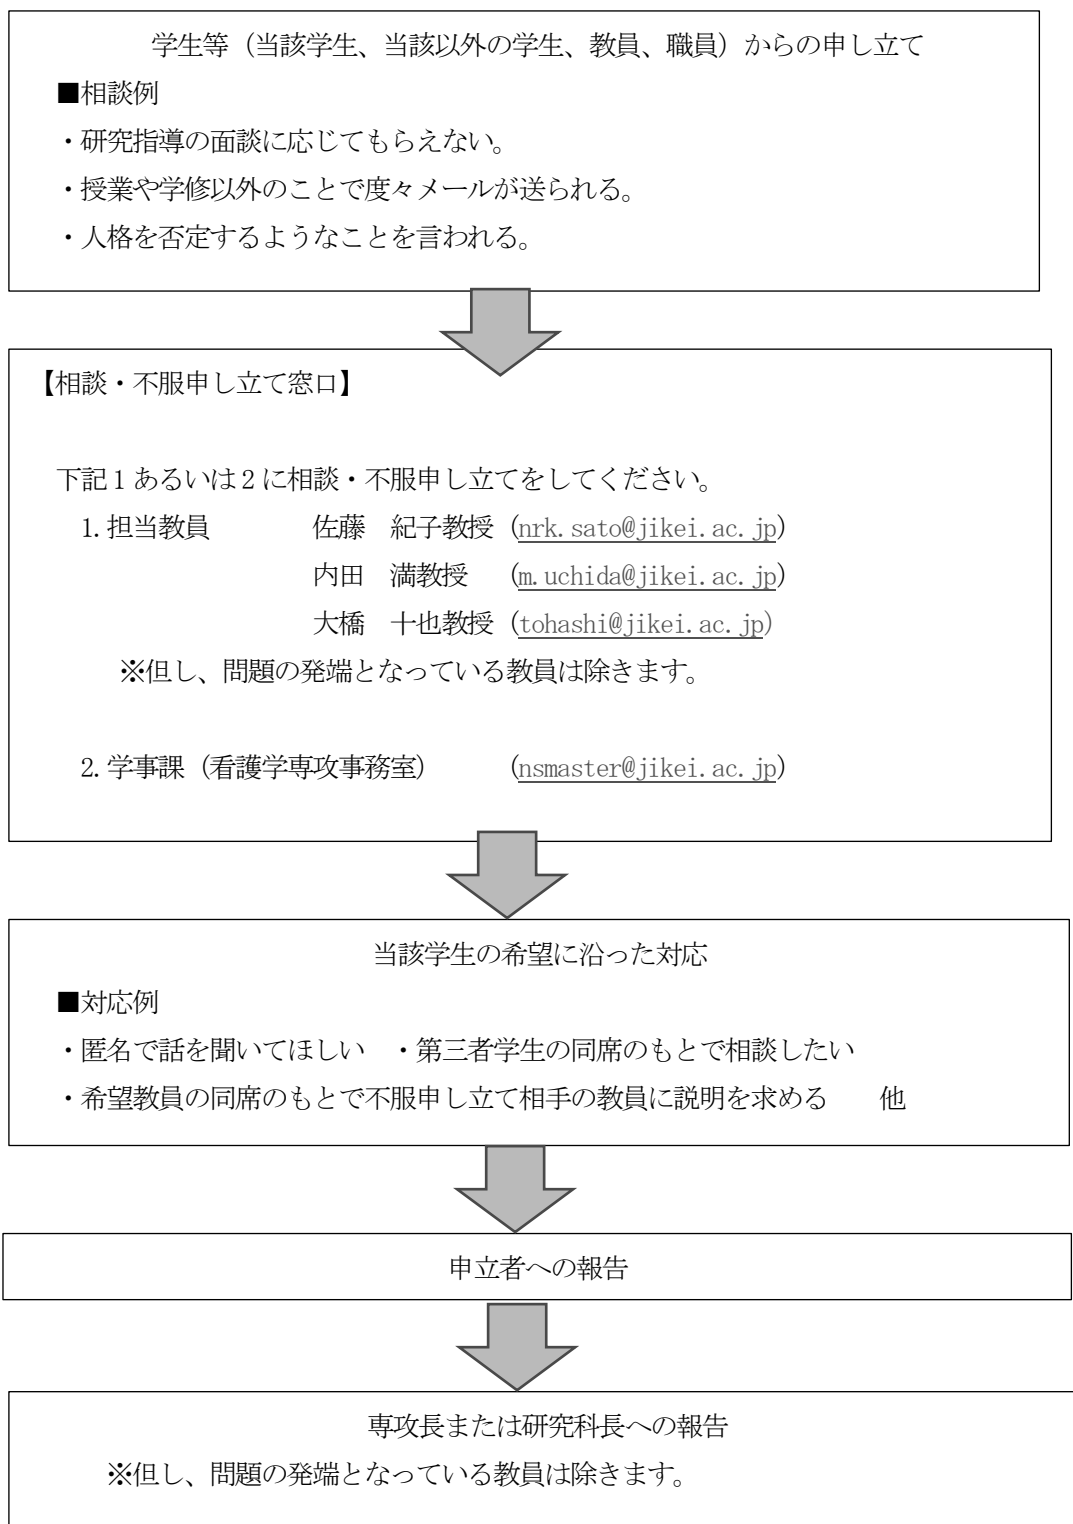 学生等（当該学生、当該以外の学生、教員、職員）からの申し立て
■相談例
・研究指導の面談に応じてもらえない。
・授業や学修以外のことで度々メールが送られる。
・人格を否定するようなことを言われる。
【相談・不服申し立て窓口】
下記１あるいは２に相談・不服申し立てをしてください。
1. 担当教員　佐藤　紀子教授（nrk.sato@jikei.ac.jp）
内田　満教授　（m.uchida@jikei.ac.jp）
大橋　十也教授（tohashi@jikei.ac.jp）
※但し、問題の発端となっている教員は除きます。
2. 学事課（看護学専攻事務室）　（nsmaster@jikei.ac.jp）
当該学生の希望に沿った対応
■対応例
・匿名で話を聞いてほしい　・第三者学生の同席のもとで相談したい
・希望教員の同席のもとで不服申し立て相手の教員に説明を求める　他
申立者への報告
専攻長または研究科長への報告
※但し、問題の発端となっている教員は除きます。